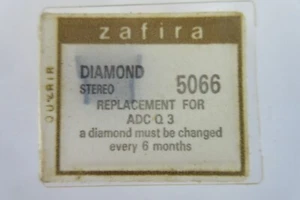 zafira
DIAMOND
STEREO
5066
REPLACEMENT FOR
ADC Q 3
a diamond must be changed
every 6 months